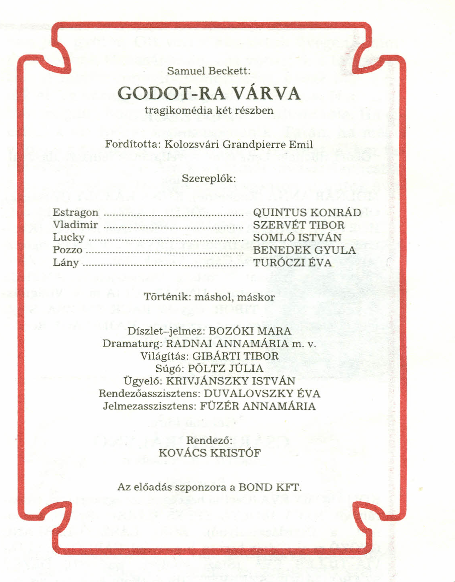 Samuel Beckett:
GODOT-RA VÁRVA
tragikomédia két részben
Fordította: Kolozsvári Grandpierre Emil
Szereplők:
Estragon ............................................ QUINTUS KONRÁD
Vladimir ............................................ SZERVÉT TIBOR
Lucky ................................................. SOMLÓ ISTVÁN
Pozzo ................................................. BENEDEK GYULA
Lány ................................................... TURÓCZI ÉVA
Történik: máshol, máskor
Díszlet–jelmez: BOZÓKI MARA
Dramaturg: RADNAI ANNAMÁRIA m. v.
Világítás: GIBÁRTI TIBOR
Súgó: PÖLTZ JÚLIA
Ügyelő: KRIVJÁNSZKY ISTVÁN
Rendezőasszisztens: DUVALOVSZKY ÉVA
Jelmezasszisztens: FÜZÉR ANNAMÁRIA
Rendező:
KOVÁCS KRISTÓF
Az előadás szponzora a BOND KFT.